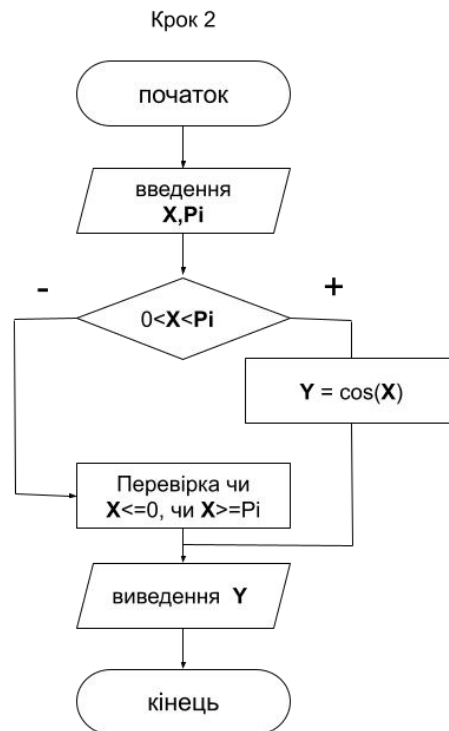 Крок 2
початок
введення
X,Pi
-
+
0<X<Pi
Y = cos(X)
Перевірка чи
X<=0, чи X>=Pi
виведення Y
кінець